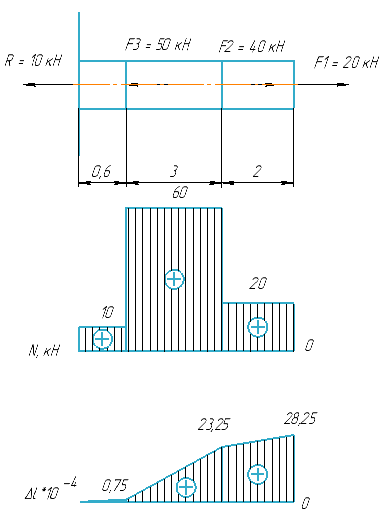 R = 10 кН
F3 = 50 кН
F2 = 40 кН
F1 = 20 кН
0,6
3
2
60
10
20
N, кН
0
0,75
23,25
28,25
Δl *10 -4
0